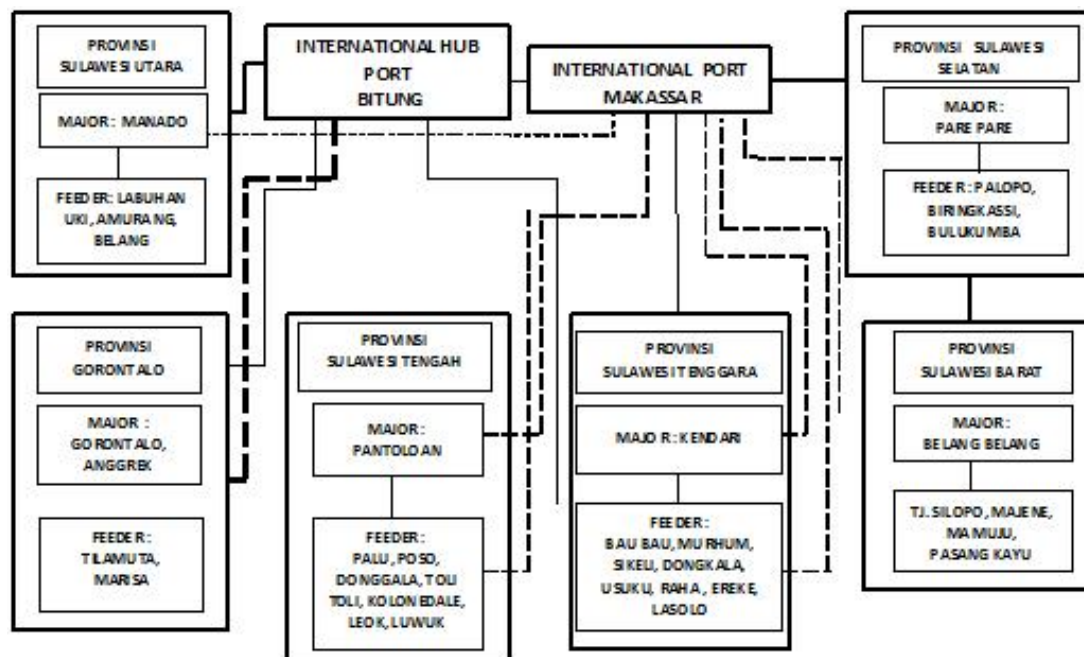 PROVINSI
SULAWESI UTARA
MAJOR: MANADO
FEEDER: LABUHAN
UKI, AMURANG,
BELANG
INTERNATIONAL HUB
PORT
BITUNG
INTERNATIONAL PORT
MAKASSAR
PROVINSI SULAWESI
SELATAN
MAJOR:
PARE PARE
FEEDER: PALOPO,
BIRINGKASSI,
BULUKUMBA
PROVINSI
GORONTALO
MAJOR :
GORONTALO,
ANGGREK
FEEDER:
TILAMUTA,
MARISA
PROVINSI
SULAWESI TENGAH
MAJOR:
PANTOLOAN
FEEDER:
PALU, POSO,
DONGGALA, TOLI
TOLI, KOLONEDALE,
LEOK, LUWUK
PROVINSI
SULAWESI TENGGARA
MAJOR: KENDARI
FEEDER:
BAU BAU, MURHUM,
SIKELI, DONGKALA,
USUKU, RAHA, EREKE,
LASOLO
PROVINSI
SULAWESI BARAT
MAJOR:
BELANG BELANG
TJ. SILOPO, MAJENE,
MAMUJU,
PASANG KAYU